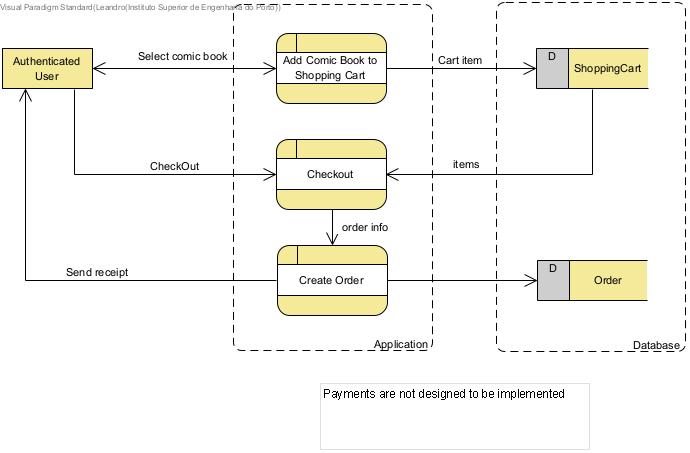 Visual Paradigm Standard(Leandro(Instituto Superior de Engenharia do Porto))
Authenticated
User
Select comic book
Add Comic Book to
Shopping Cart
Cart item
D
ShoppingCart
CheckOut
Checkout
items
order info
Send receipt
Create Order
D
Order
Application
Database
Payments are not designed to be implemented